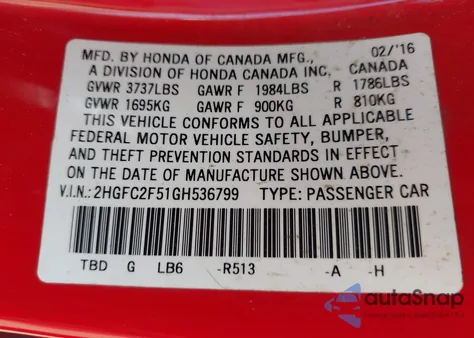 MFD. BY HONDA OF CANADA MFG., 02/'16
A DIVISION OF HONDA CANADA INC. CANADA
GVWR 3737LBS GAWR F 1984LBS R 1786LBS
GVWR 1695KG GAWR F 900KG R 810KG
THIS VEHICLE CONFORMS TO ALL APPLICABLE
FEDERAL MOTOR VEHICLE SAFETY, BUMPER,
AND THEFT PREVENTION STANDARDS IN EFFECT
ON THE DATE OF MANUFACTURE SHOWN ABOVE.
V.I.N.: 2HGFC2F51GH536799 TYPE: PASSENGER CAR
TBD G LB6 -R513 -A -H
autoSnap